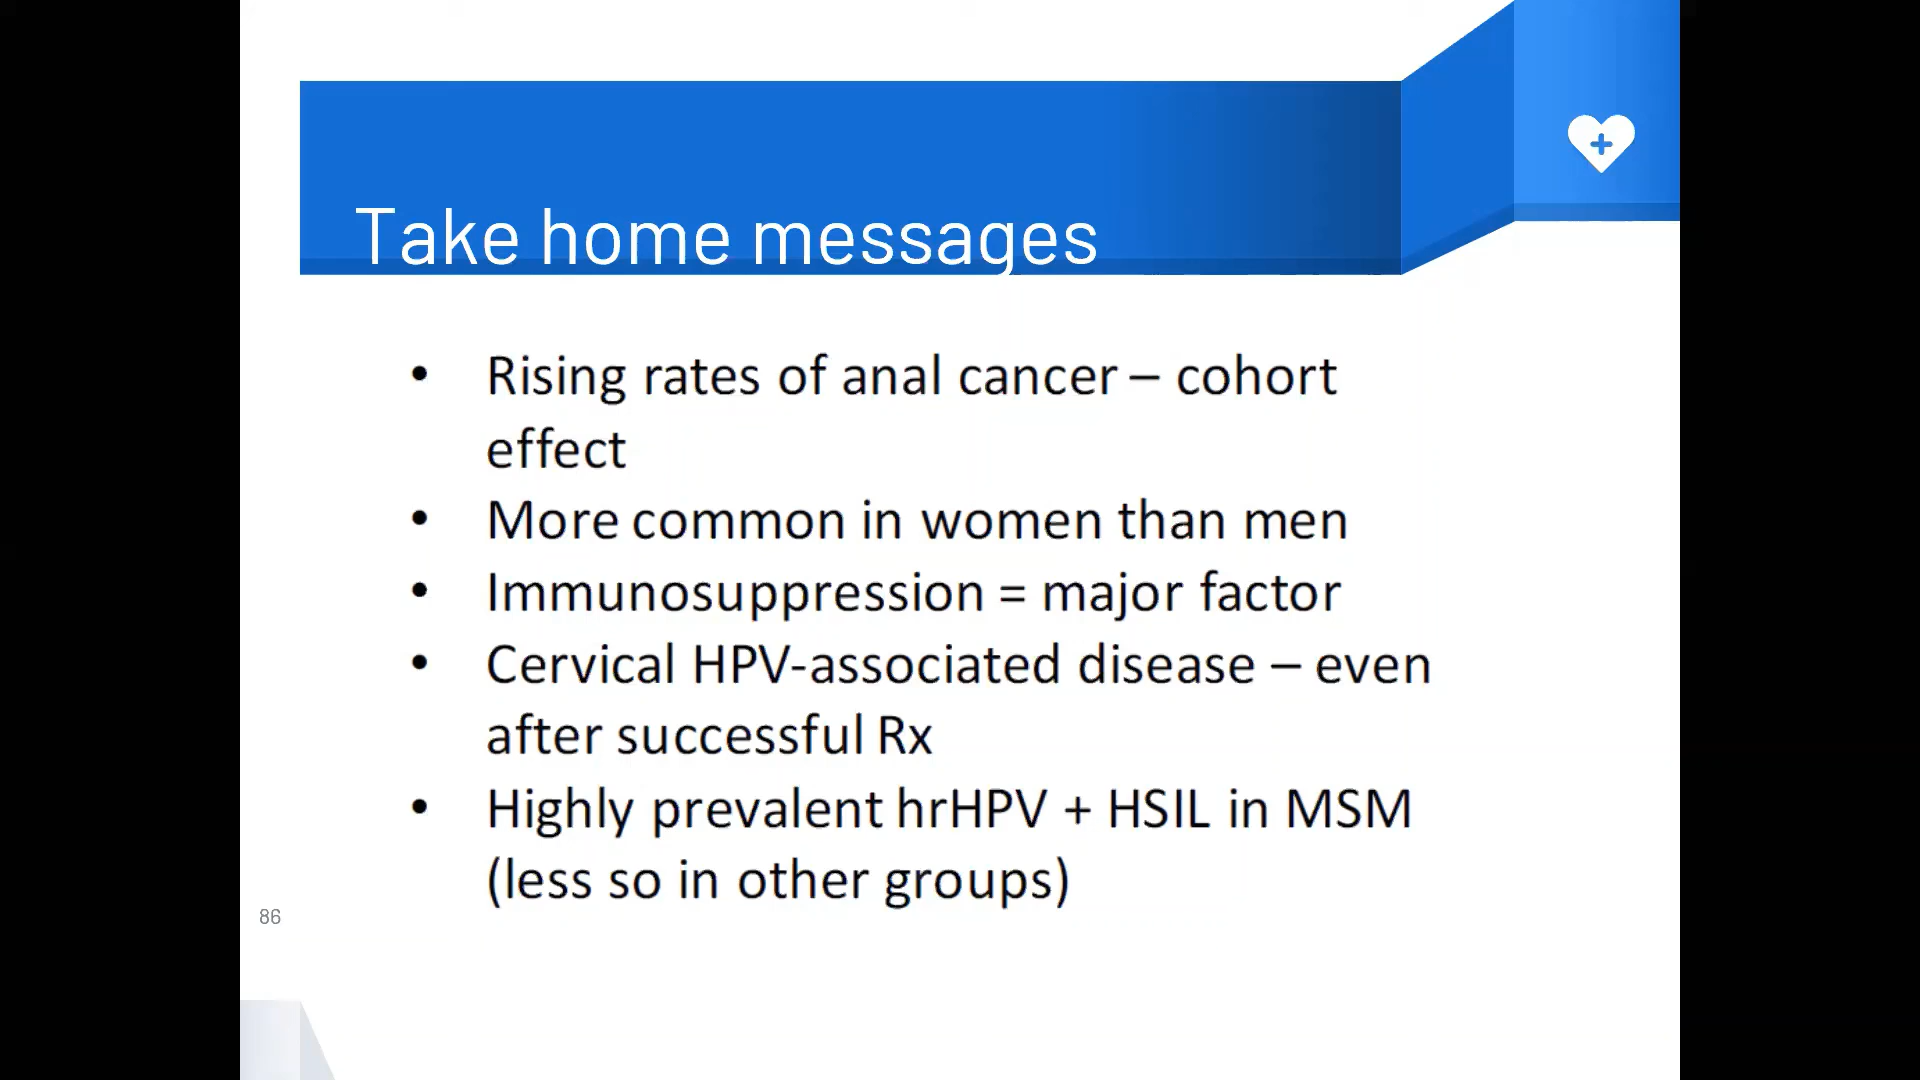 Take home messages
• Rising rates of anal cancer – cohort
effect
• More common in women than men
• Immunosuppression = major factor
• Cervical HPV-associated disease – even
after successful Rx
• Highly prevalent hrHPV + HSIL in MSM
(less so in other groups)
86